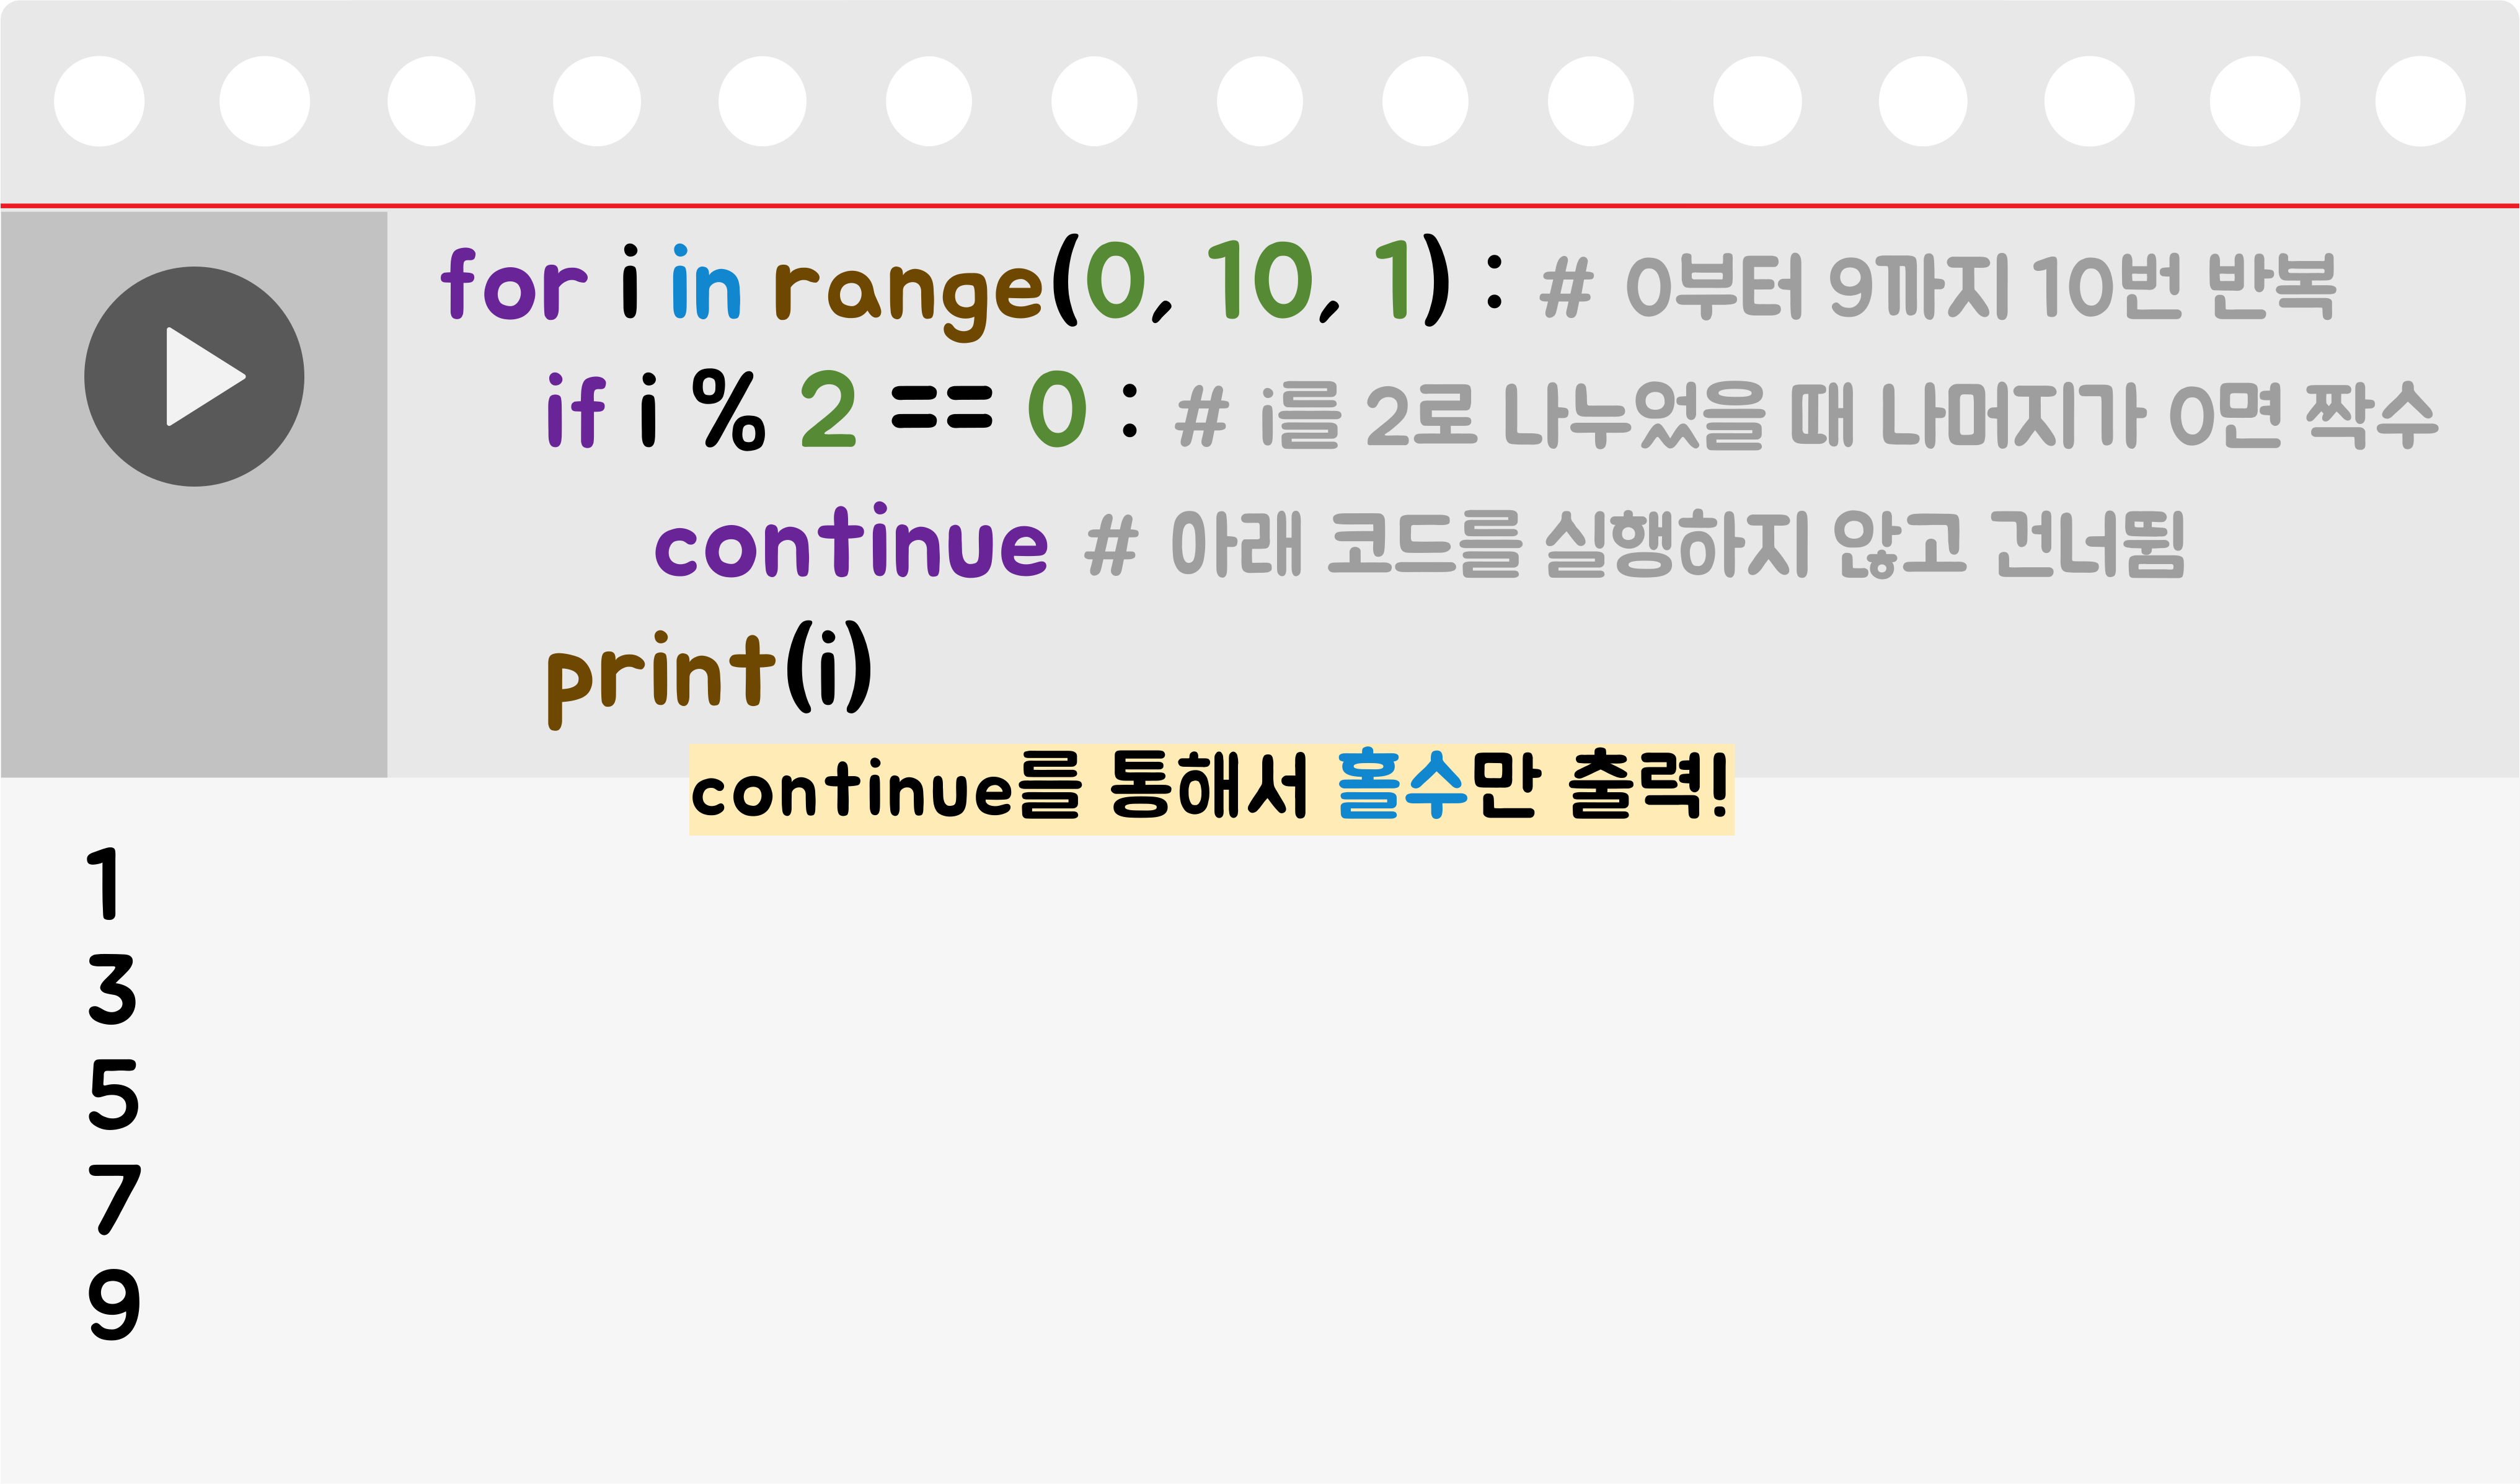 for i in range(0, 10, 1) : # 0부터 9까지 10번 반복
if i % 2 == 0 : # i를 2로 나누었을 때 나머지가 0면 짝수
continue # 아래 코드를 실행하지 않고 건너뜀
print(i)
continue를 통해서 홀수만 출력!
1
3
5
7
9